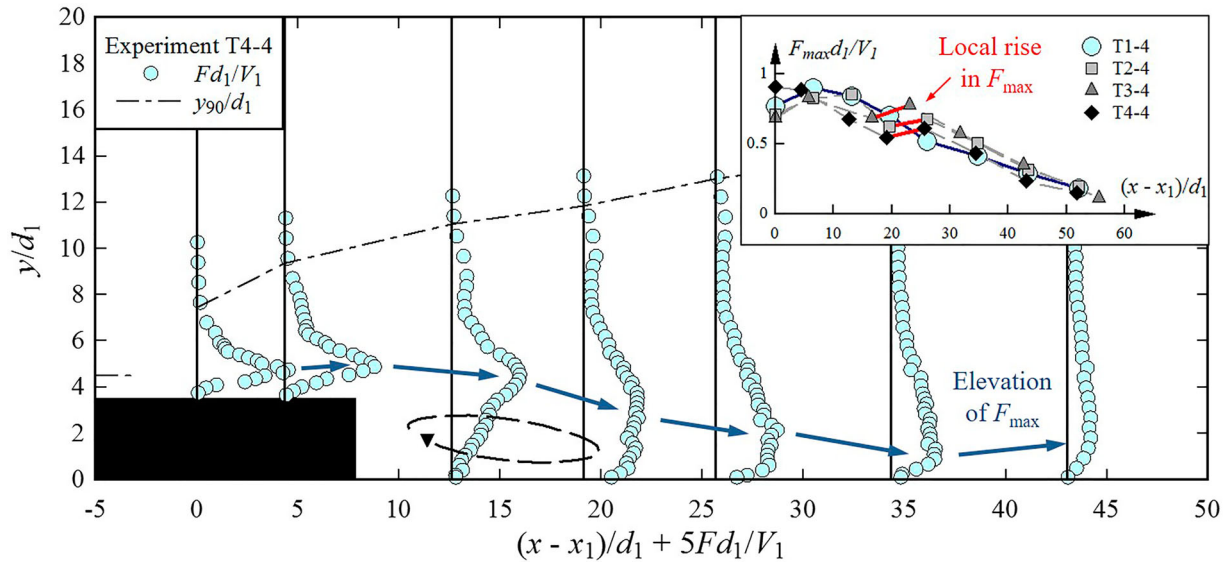 20
18
16
14
12
10
8
6
4
2
0
y/d1
Experiment T4-4
Fd1/V1
y90/d1
Fmaxd1/V1
Local rise
in Fmax
T1-4
T2-4
T3-4
T4-4
1
0.5
0
(x - x1)/d1
0 10 20 30 40 50 60
Elevation
of Fmax
-5 0 5 10 15 20 25 30 35 40 45 50
(x - x1)/d1 + 5Fd1/V1